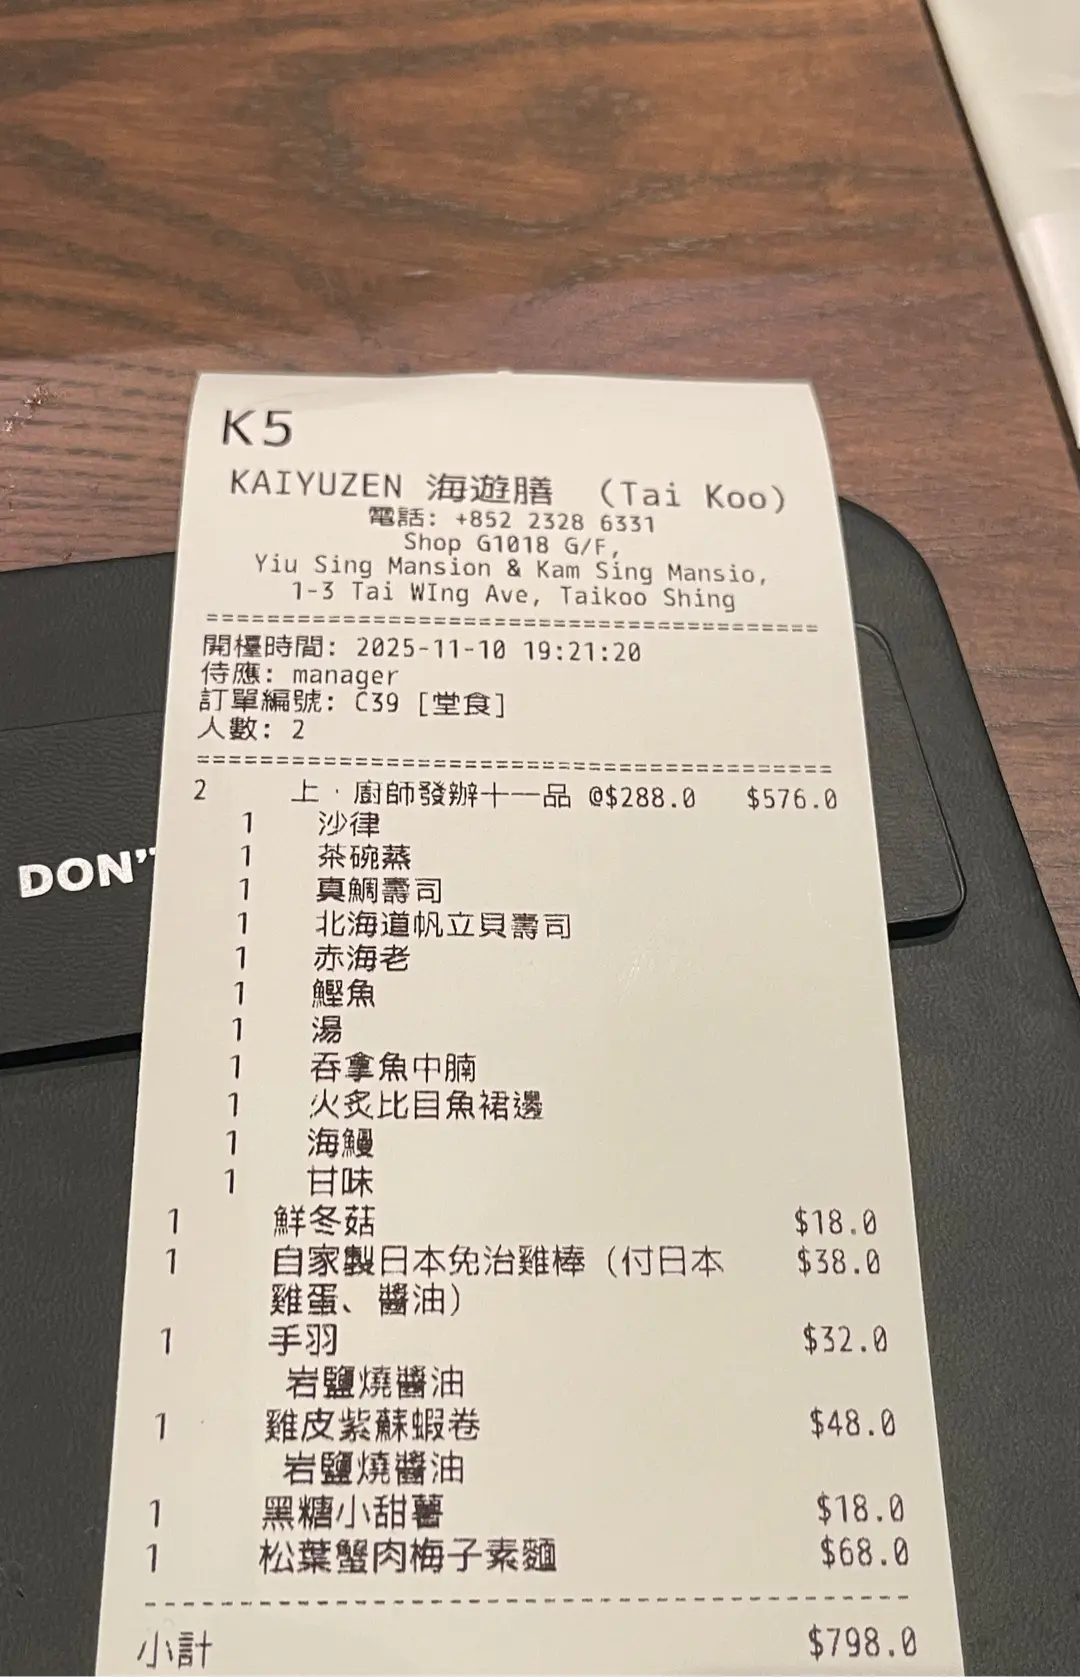 K5
KAIYUZEN 海遊膳 (Tai Koo)
電話: +852 2328 6331
Shop G1018 G/F,
Yiu Sing Mansion & Kam Sing Mansio,
1-3 Tai WIng Ave, Taikoo Shing
========================================
開檯時間: 2025-11-10 19:21:20
侍應: manager
訂單編號: C39 [堂食]
人數: 2
========================================
2 上·廚師發辦十一品 @$288.0 $576.0
1 沙律
1 茶碗蒸
DON'T
1 真鯛壽司
1 北海道帆立貝壽司
1 赤海老
1 鰹魚
1 湯
1 吞拿魚中腩
1 火炙比目魚裙邊
1 海鰻
1 甘味
1 鮮冬菇 $18.0
1 自家製日本免治雞棒 (付日本 $38.0
雞蛋、醬油)
1 手羽 $32.0
岩鹽燒醬油
1 雞皮紫蘇蝦卷 $48.0
岩鹽燒醬油
1 黑糖小甜薯 $18.0
1 松葉蟹肉梅子素麵 $68.0
----------------------------------------
小計 $798.0